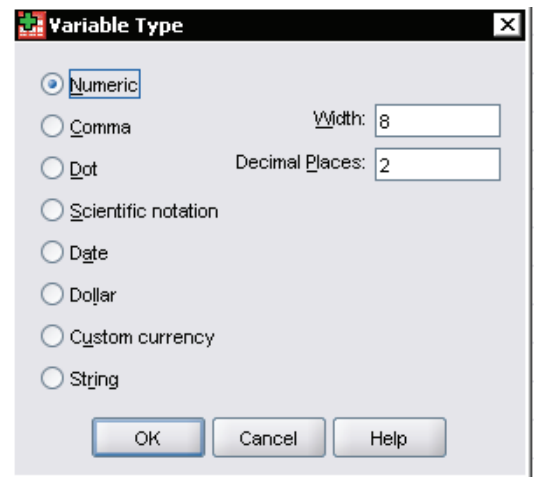 Variable Type
Numeric
Comma
Width: 8
Dot
Decimal Places: 2
Scientific notation
Date
Dollar
Custom currency
String
OK Cancel Help